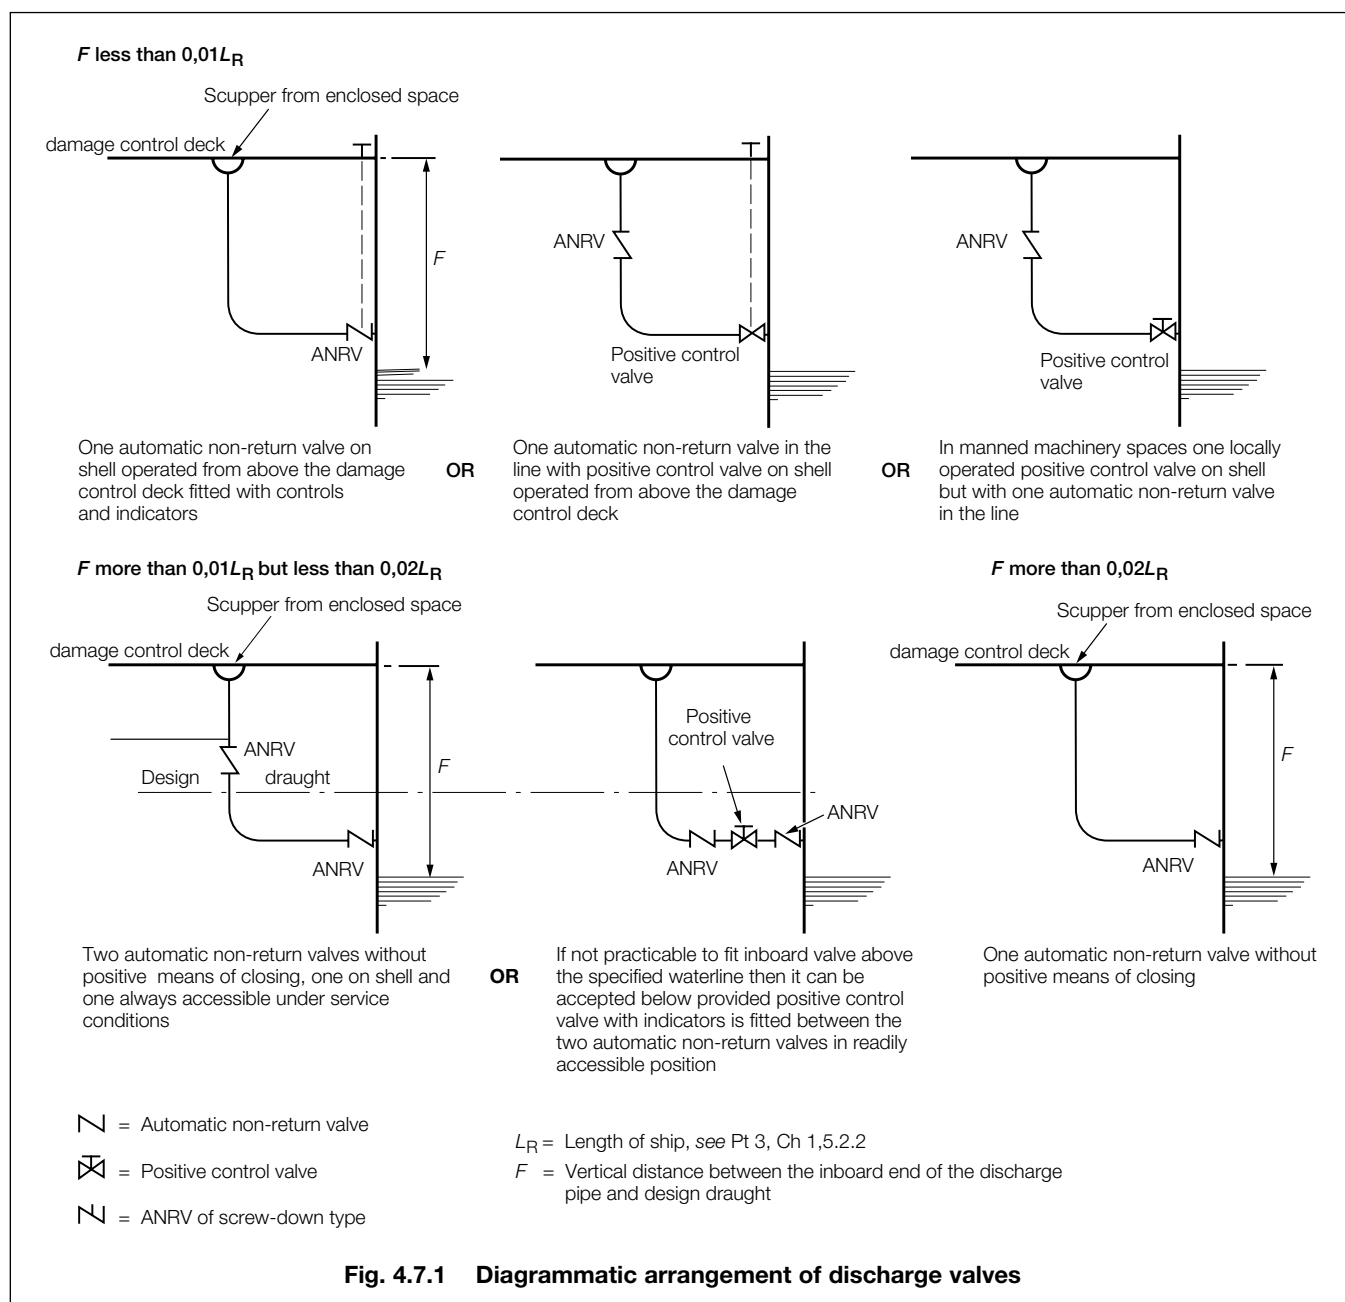 F less than 0,01LR
Scupper from enclosed space
damage control deck
F
ANRV
ANRV
Positive control
valve
ANRV
Positive control
valve
One automatic non-return valve on
shell operated from above the damage
control deck fitted with controls
and indicators
OR
One automatic non-return valve in the
line with positive control valve on shell
operated from above the damage
control deck
OR
In manned machinery spaces one locally
operated positive control valve on shell
but with one automatic non-return valve
in the line
F more than 0,01LR but less than 0,02LR
Scupper from enclosed space
damage control deck
ANRV
F
Design draught
ANRV
Positive
control valve
ANRV
ANRV
F more than 0,02LR
Scupper from enclosed space
damage control deck
F
ANRV
Two automatic non-return valves without
positive means of closing, one on shell and
one always accessible under service
conditions
OR
If not practicable to fit inboard valve above
the specified waterline then it can be
accepted below provided positive control
valve with indicators is fitted between the
two automatic non-return valves in readily
accessible position
One automatic non-return valve without
positive means of closing
= Automatic non-return valve
= Positive control valve
= ANRV of screw-down type
LR = Length of ship, see Pt 3, Ch 1,5.2.2
F = Vertical distance between the inboard end of the discharge
pipe and design draught
Fig. 4.7.1 Diagrammatic arrangement of discharge valves